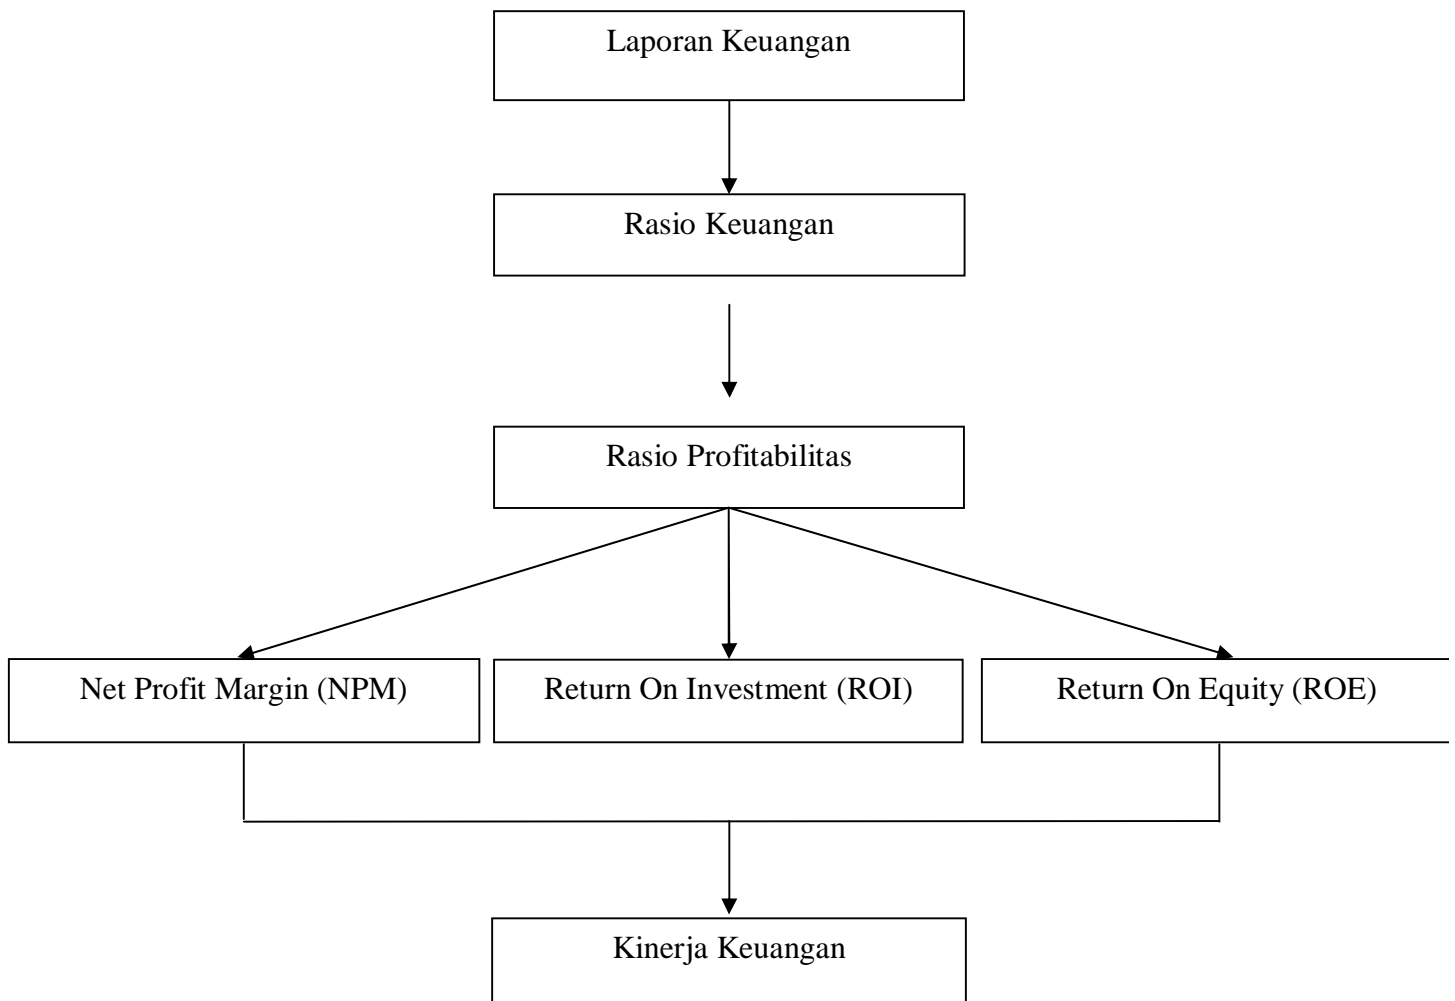 Laporan Keuangan
Rasio Keuangan
Rasio Profitabilitas
Net Profit Margin (NPM)
Return On Investment (ROI)
Return On Equity (ROE)
Kinerja Keuangan